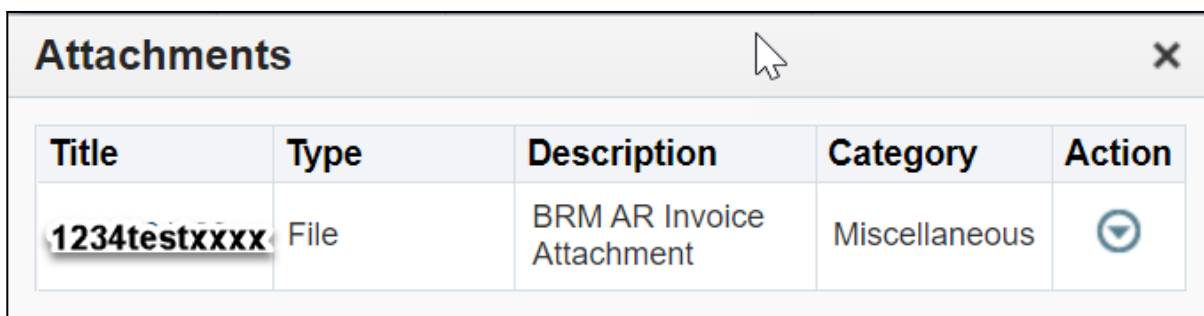 Attachments
Title Type Description Category Action
1234testxxxx File BRM AR Invoice Attachment Miscellaneous